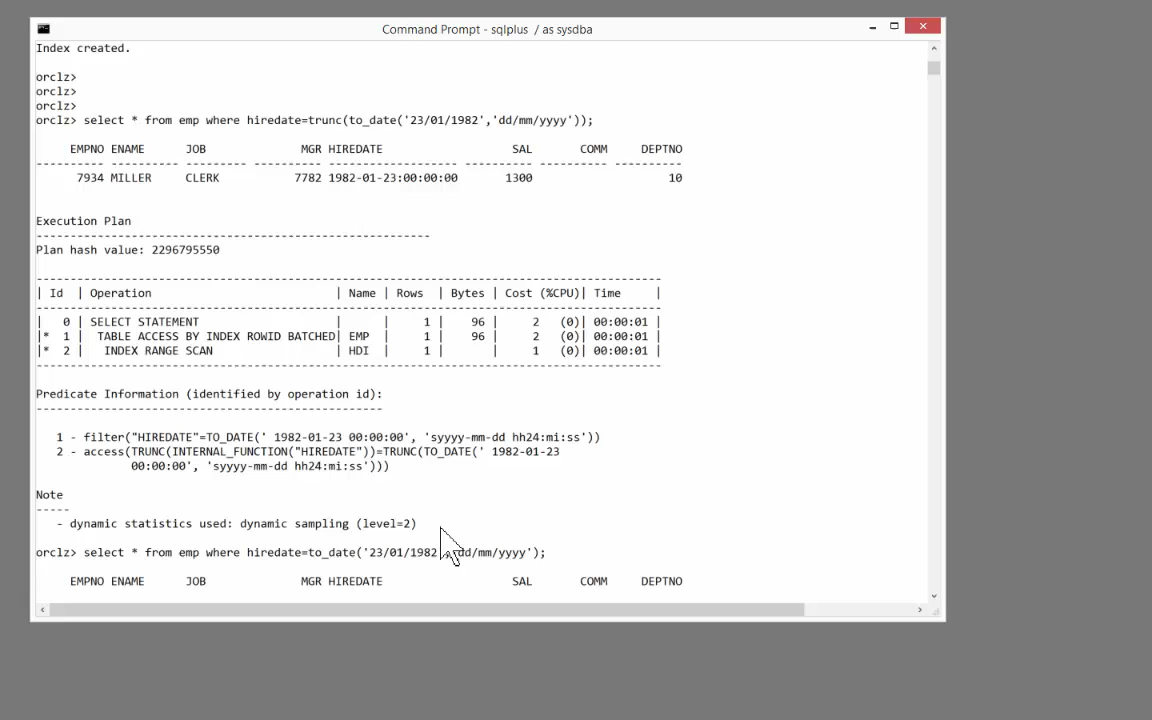 Command Prompt - sqlplus / as sysdba
Index created.
orclz>
orclz>
orclz>
orclz> select * from emp where hiredate=trunc(to_date('23/01/1982','dd/mm/yyyy'));
     EMPNO ENAME      JOB              MGR HIREDATE                   SAL       COMM     DEPTNO
---------- ---------- --------- ---------- ------------------- ---------- ---------- ----------
      7934 MILLER     CLERK           7782 1982-01-23:00:00:00       1300                    10
Execution Plan
----------------------------------------------------------
Plan hash value: 2296795550
--------------------------------------------------------------------------------------------
| Id  | Operation                           | Name | Rows  | Bytes | Cost (%CPU)| Time     |
--------------------------------------------------------------------------------------------
|   0 | SELECT STATEMENT                    |      |     1 |    96 |     2   (0)| 00:00:01 |
|*  1 |  TABLE ACCESS BY INDEX ROWID BATCHED| EMP  |     1 |    96 |     2   (0)| 00:00:01 |
|*  2 |   INDEX RANGE SCAN                  | HDI  |     1 |       |     1   (0)| 00:00:01 |
--------------------------------------------------------------------------------------------
Predicate Information (identified by operation id):
---------------------------------------------------
   1 - filter("HIREDATE"=TO_DATE(' 1982-01-23 00:00:00', 'syyyy-mm-dd hh24:mi:ss'))
   2 - access(TRUNC(INTERNAL_FUNCTION("HIREDATE"))=TRUNC(TO_DATE(' 1982-01-23
              00:00:00', 'syyyy-mm-dd hh24:mi:ss')))
Note
-----
   - dynamic statistics used: dynamic sampling (level=2)
orclz> select * from emp where hiredate=to_date('23/01/1982','dd/mm/yyyy');
     EMPNO ENAME      JOB              MGR HIREDATE                   SAL       COMM     DEPTNO